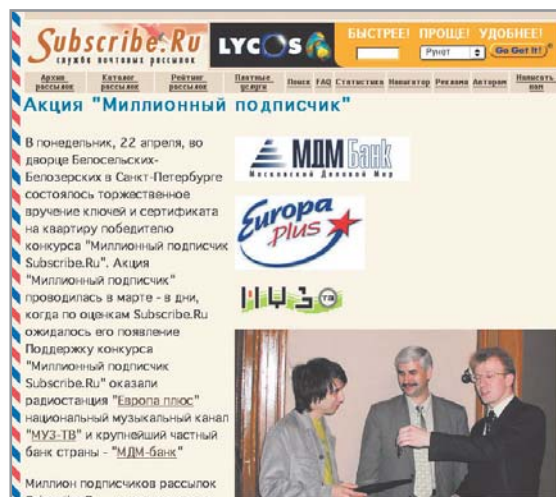 Subscribe.Ru
служба почтовых рассылок
LYCOS
БЫСТРЕЕ! ПРОЩЕ! УДОБНЕЕ!
Рунет
Go Get It!
Архив рассылок Каталог рассылок Рейтинг рассылок Платные услуги Поиск FAQ Статистика Навигатор Реклама Авторам Написать нам
Акция "Миллионный подписчик"
В понедельник, 22 апреля, во
дворце Белосельских-
Белозерских в Санкт-Петербурге
состоялось торжественное
вручение ключей и сертификата
на квартиру победителю
конкурса "Миллионный подписчик
Subscribe.Ru". Акция
"Миллионный подписчик"
проводилась в марте - в дни,
когда по оценкам Subscribe.Ru
ожидалось его появление
Поддержку конкурса
"Миллионный подписчик
Subscribe.Ru" оказали
радиостанция "Европа плюс"
национальный музыкальный канал
"МУЗ-ТВ" и крупнейший частный
банк страны - "МДМ-банк"
Миллион подписчиков рассылок
МДМ Банк
Московский Деловой Мир
Europa
Plus
МУЗ ТВ